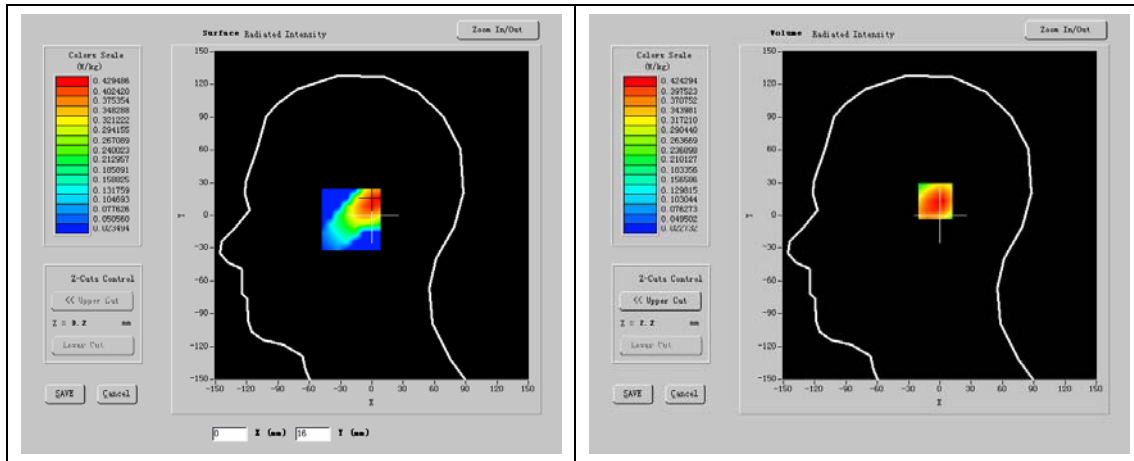 Surface Radiated Intensity
Zoom In/Out
Colors Scale
(W/kg)
0.429486
0.402420
0.375354
0.348288
0.321222
0.294155
0.267089
0.240023
0.212957
0.185891
0.158825
0.131759
0.104693
0.077626
0.050560
0.023494
150
120
90
60
30
0
-30
-60
-90
-120
-150
Y
-150 -120 -90 -60 -30 0 30 60 90 120 150
X
Z-Cuts Control
<< Upper Cut
mm
Lower Cut
SAVE Cancel
0 X (mm) 16 Y (mm)
Volume Radiated Intensity
Zoom In/Out
Colors Scale
(W/kg)
0.424294
0.397523
0.370752
0.343981
0.317210
0.290440
0.263669
0.236898
0.210127
0.183356
0.156586
0.129815
0.103044
0.076273
0.049502
0.022732
150
120
90
60
30
0
-30
-60
-90
-120
-150
Y
-150 -120 -90 -60 -30 0 30 60 90 120 150
X
Z-Cuts Control
<< Upper Cut
mm
Lower Cut
SAVE Cancel